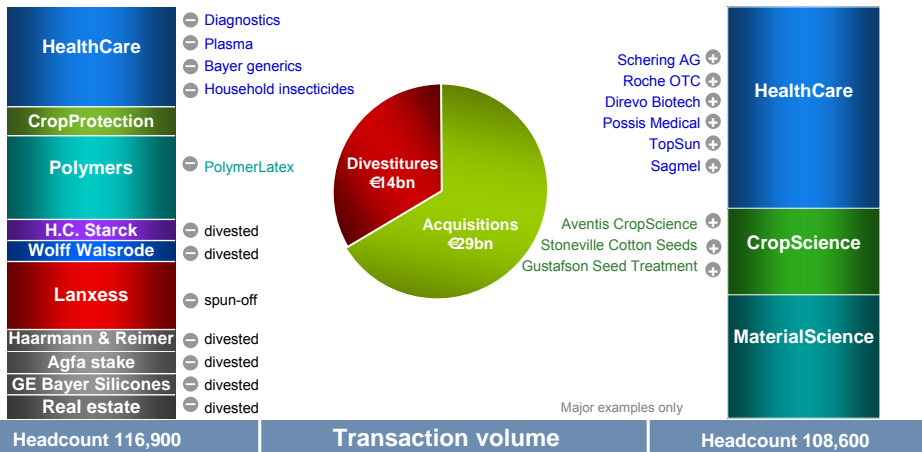 HealthCare
Diagnostics
Plasma
Bayer generics
Household insecticides
CropProtection
Polymers
PolymerLatex
H.C. Starck
divested
Wolff Walsrode
divested
Lanxess
spun-off
Haarmann & Reimer
divested
Agfa stake
divested
GE Bayer Silicones
divested
Real estate
divested
Headcount 116,900
Divestitures
€14bn
Acquisitions
€29bn
Transaction volume
Schering AG
Roche OTC
Direvo Biotech
Possis Medical
TopSun
Sagmel
HealthCare
Aventis CropScience
Stoneville Cotton Seeds
Gustafson Seed Treatment
CropScience
MaterialScience
Major examples only
Headcount 108,600